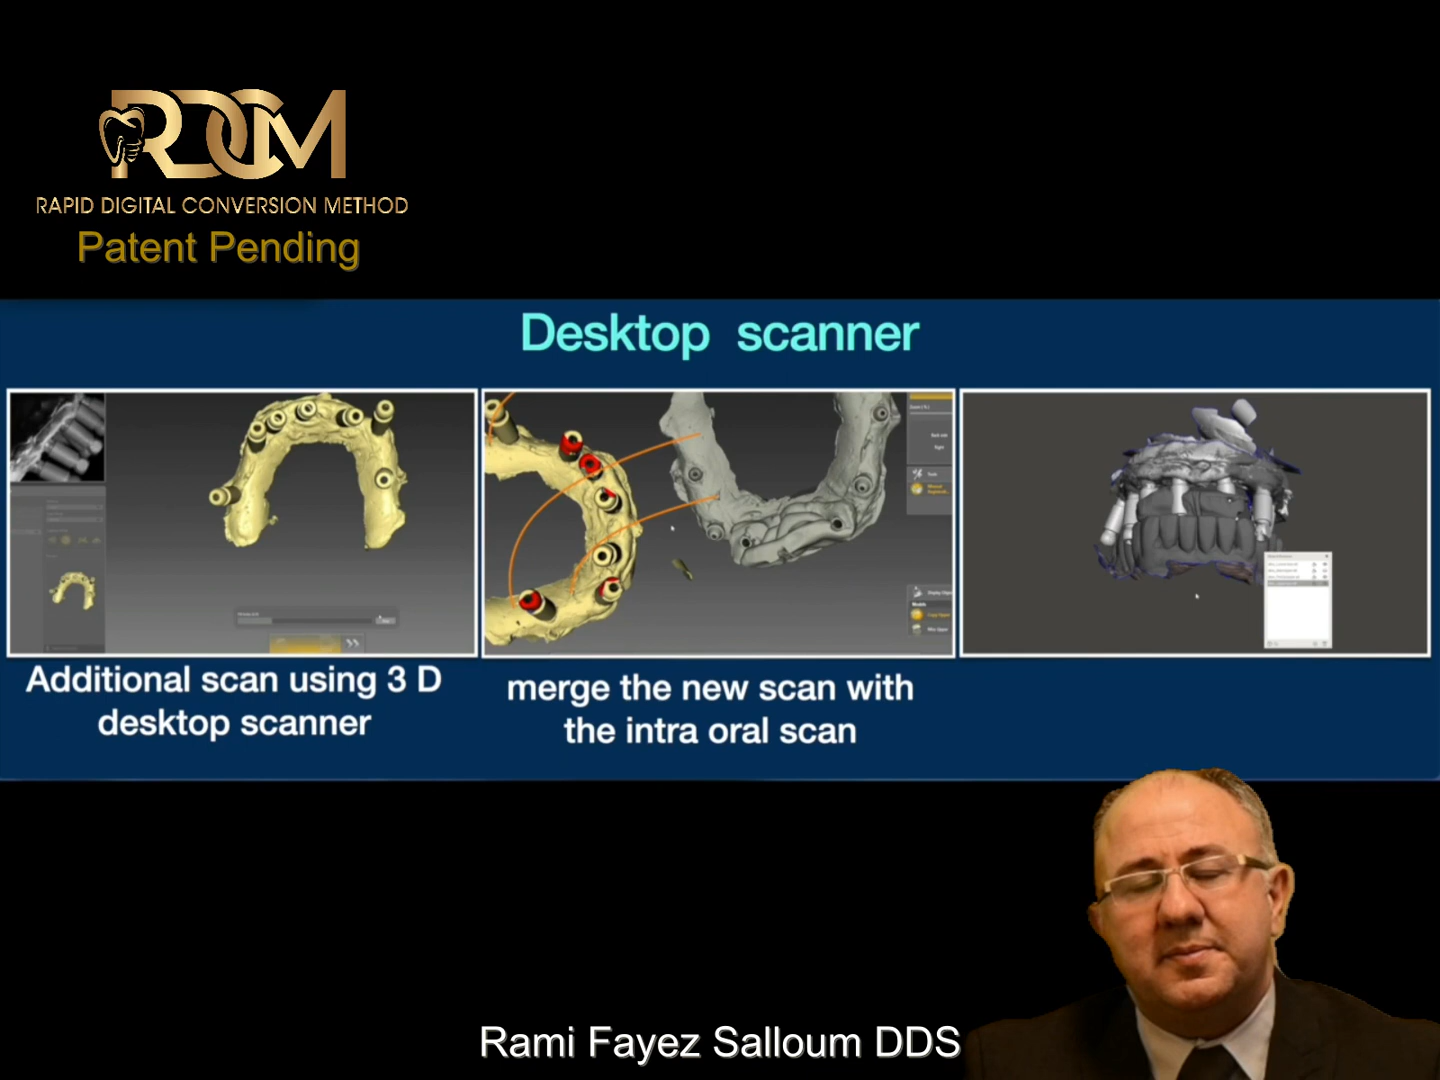 RDCM
RAPID DIGITAL CONVERSION METHOD
Patent Pending
Desktop scanner
Additional scan using 3 D
desktop scanner
merge the new scan with
the intra oral scan
Rami Fayez Salloum DDS